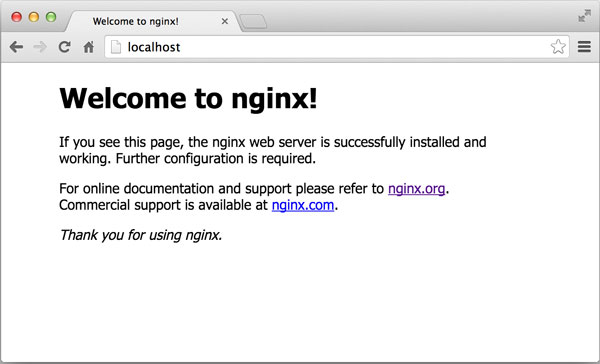 Welcome to nginx!
localhost
Welcome to nginx!
If you see this page, the nginx web server is successfully installed and
working. Further configuration is required.
For online documentation and support please refer to nginx.org.
Commercial support is available at nginx.com.
Thank you for using nginx.